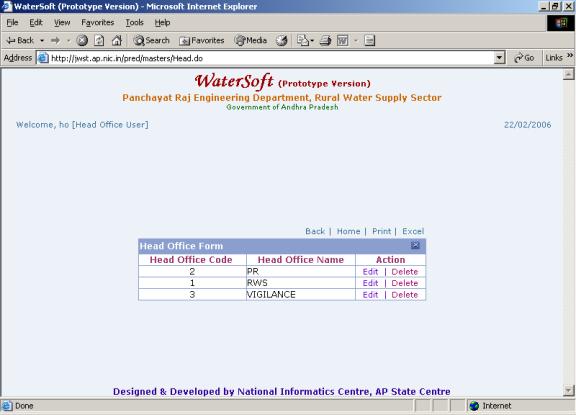 WaterSoft (Prototype Version) - Microsoft Internet Explorer
File Edit View Favorites Tools Help
Back Search Favorites Media
Address http://jwst.ap.nic.in/pred/masters/Head.do Go Links »
WaterSoft (Prototype Version)
Panchayat Raj Engineering Department, Rural Water Supply Sector
Government of Andhra Pradesh
Welcome, ho [Head Office User] 22/02/2006
Back | Home | Print | Excel
Head Office Form
Head Office Code Head Office Name Action
2 PR Edit | Delete
1 RWS Edit | Delete
3 VIGILANCE Edit | Delete
Designed & Developed by National Informatics Centre, AP State Centre
Done Internet